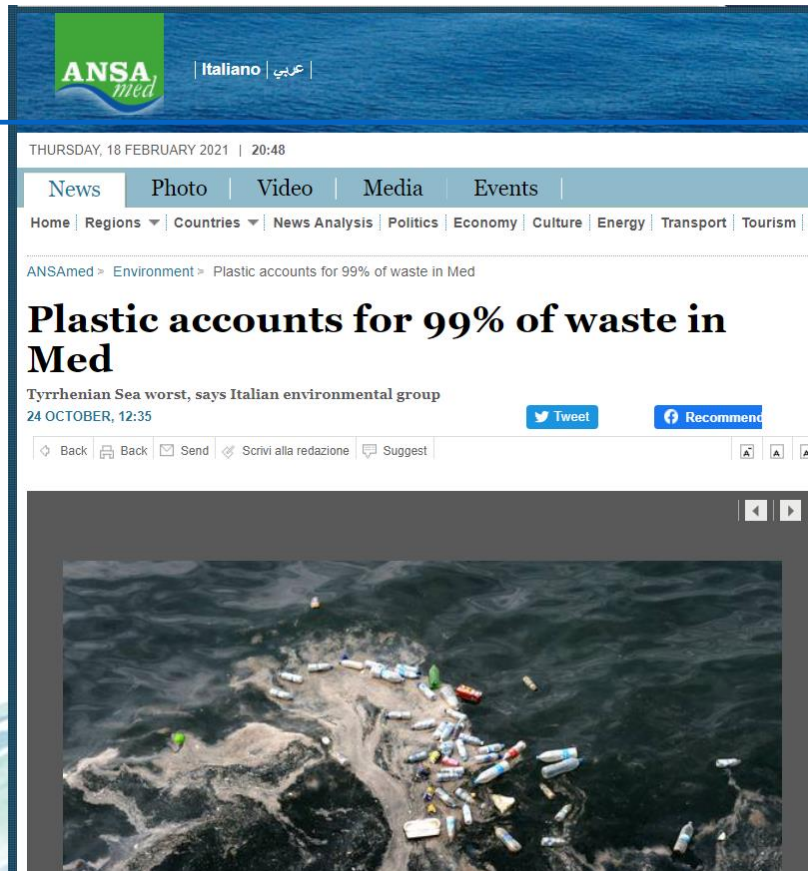 ANSA
med
| Italiano | عربي |
THURSDAY, 18 FEBRUARY 2021 | 20:48
News Photo | Video | Media Events |
Home Regions Countries News Analysis Politics Economy Culture Energy Transport Tourism
ANSAmed > Environment > Plastic accounts for 99% of waste in Med
Plastic accounts for 99% of waste in
Med
Tyrrhenian Sea worst, says Italian environmental group
24 OCTOBER, 12:35
Tweet Recommend
Back Back Send Scrivi alla redazione Suggest A A A